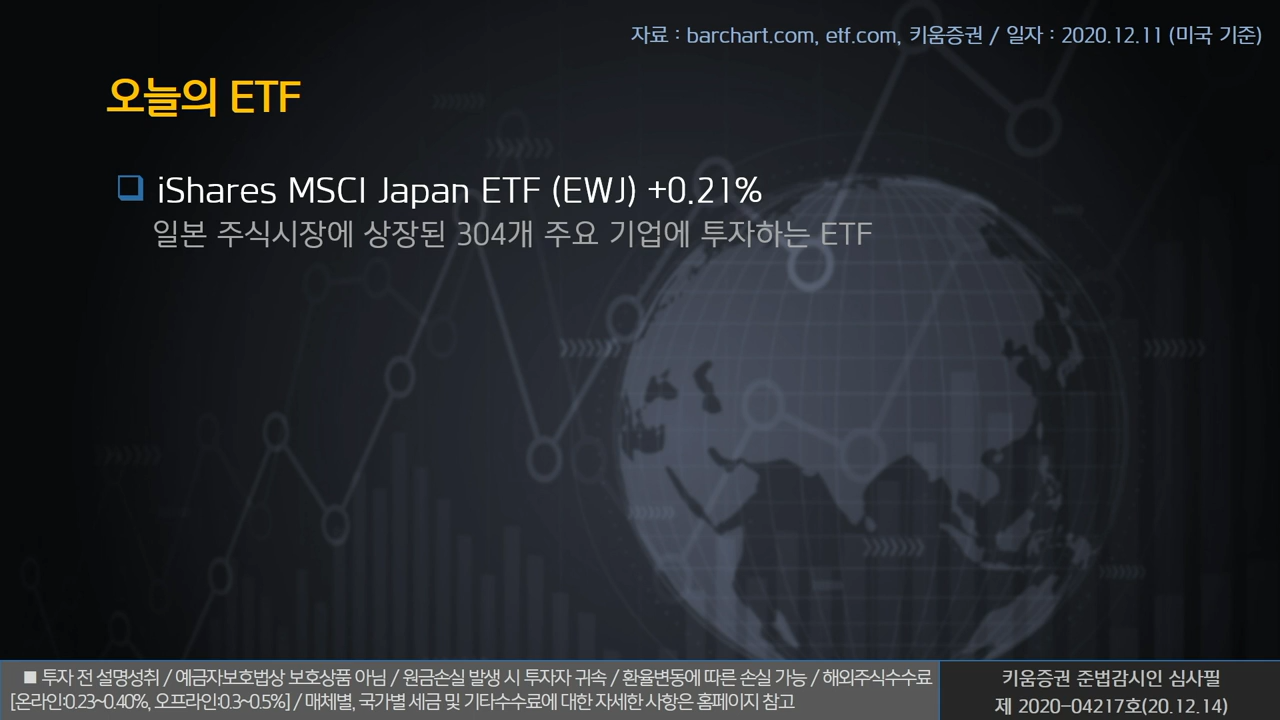 자료 : barchart.com, etf.com, 키움증권 / 일자 : 2020.12.11 (미국 기준)
오늘의 ETF
❏ iShares MSCI Japan ETF (EWJ) +0.21%
일본 주식시장에 상장된 304개 주요 기업에 투자하는 ETF
■ 투자 전 설명성취 / 예금자보호법상 보호상품 아님 / 원금손실 발생 시 투자자 귀속 / 환율변동에 따른 손실 가능 / 해외주식수수료
[온라인:0.23~0.40%, 오프라인:0.3~0.5%] / 매체별, 국가별 세금 및 기타수수료에 대한 자세한 사항은 홈페이지 참고
키움증권 준법감시인 심사필
제 2020-04217호(20.12.14)